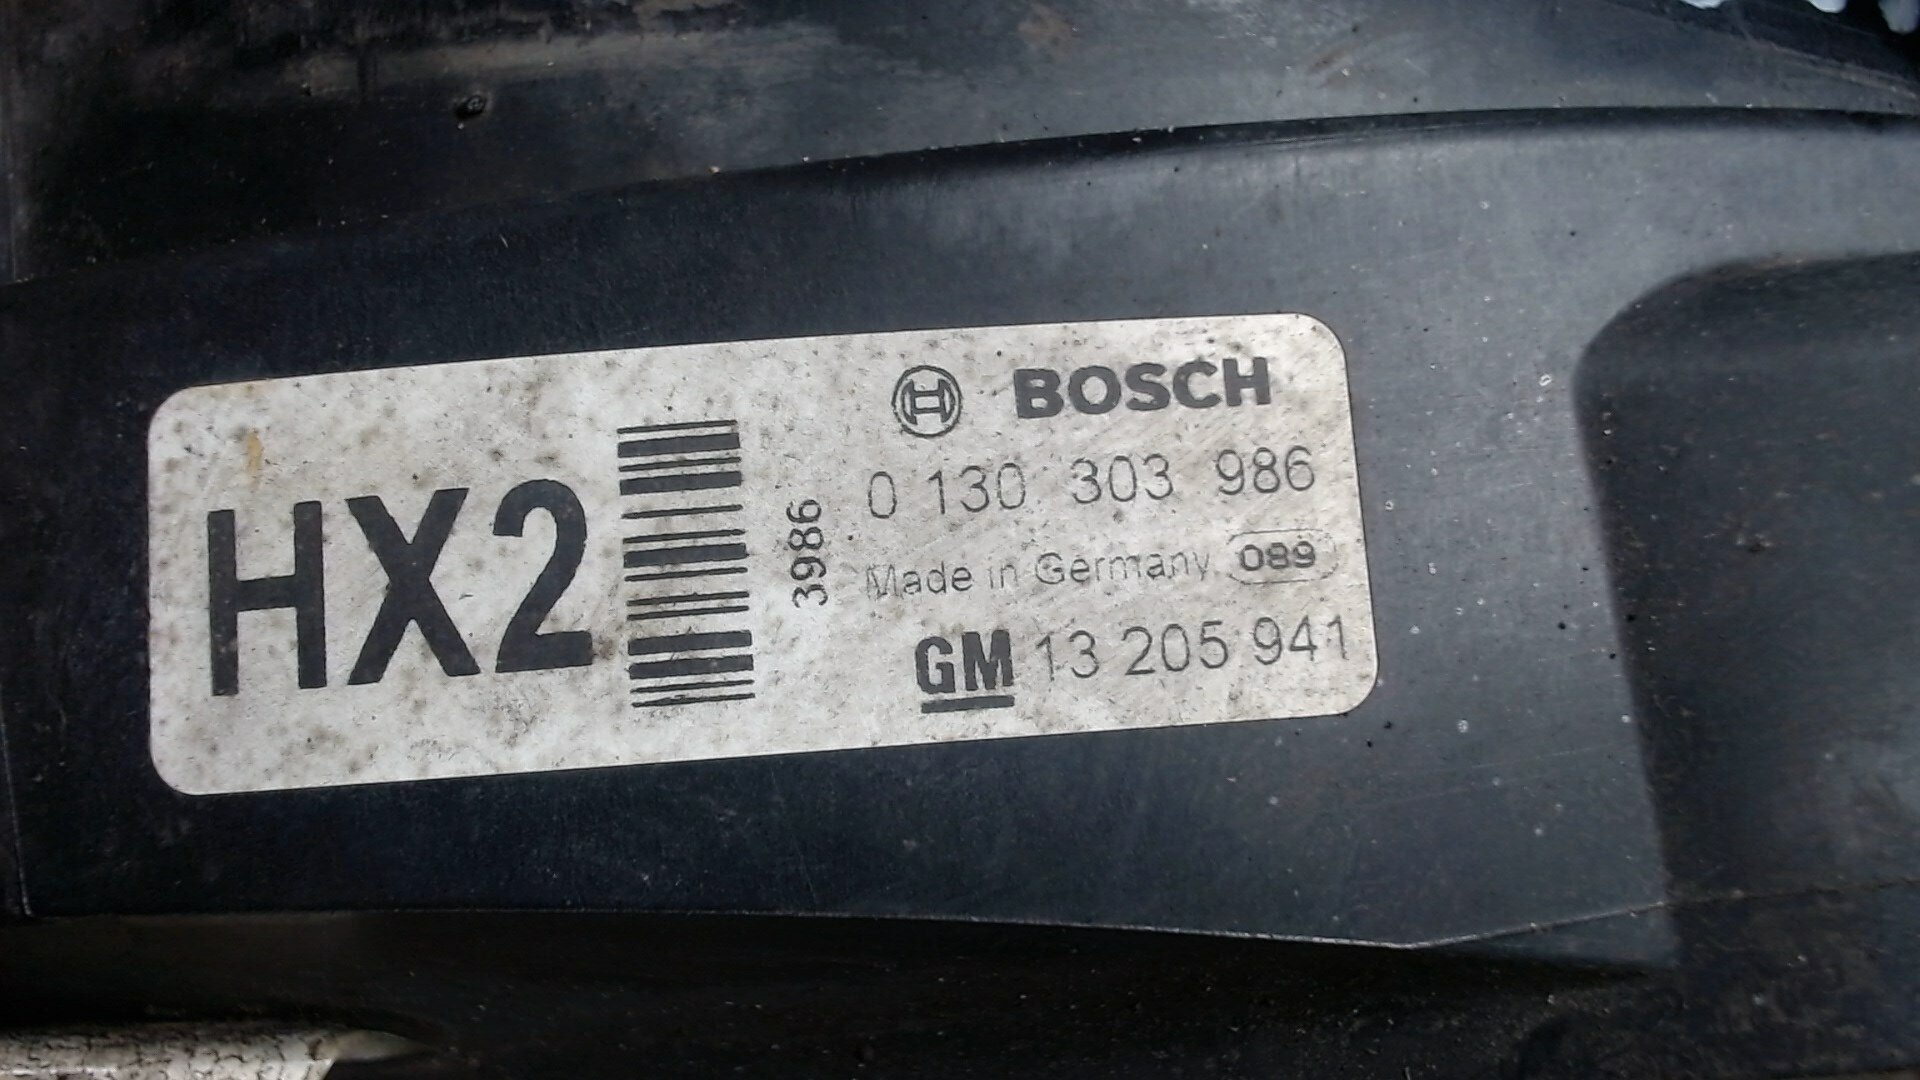 HX2
3986
BOSCH
0 130 303 986
Made in Germany 089
GM 13 205 941